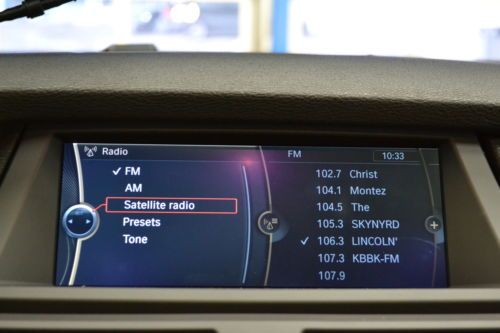 Radio
FM
10:33
✓ FM
AM
Satellite radio
Presets
Tone
102.7 Christ
104.1 Montez
104.5 The
105.3 SKYNYRD
✓ 106.3 LINCOLN'
107.3 KBBK-FM
107.9
+